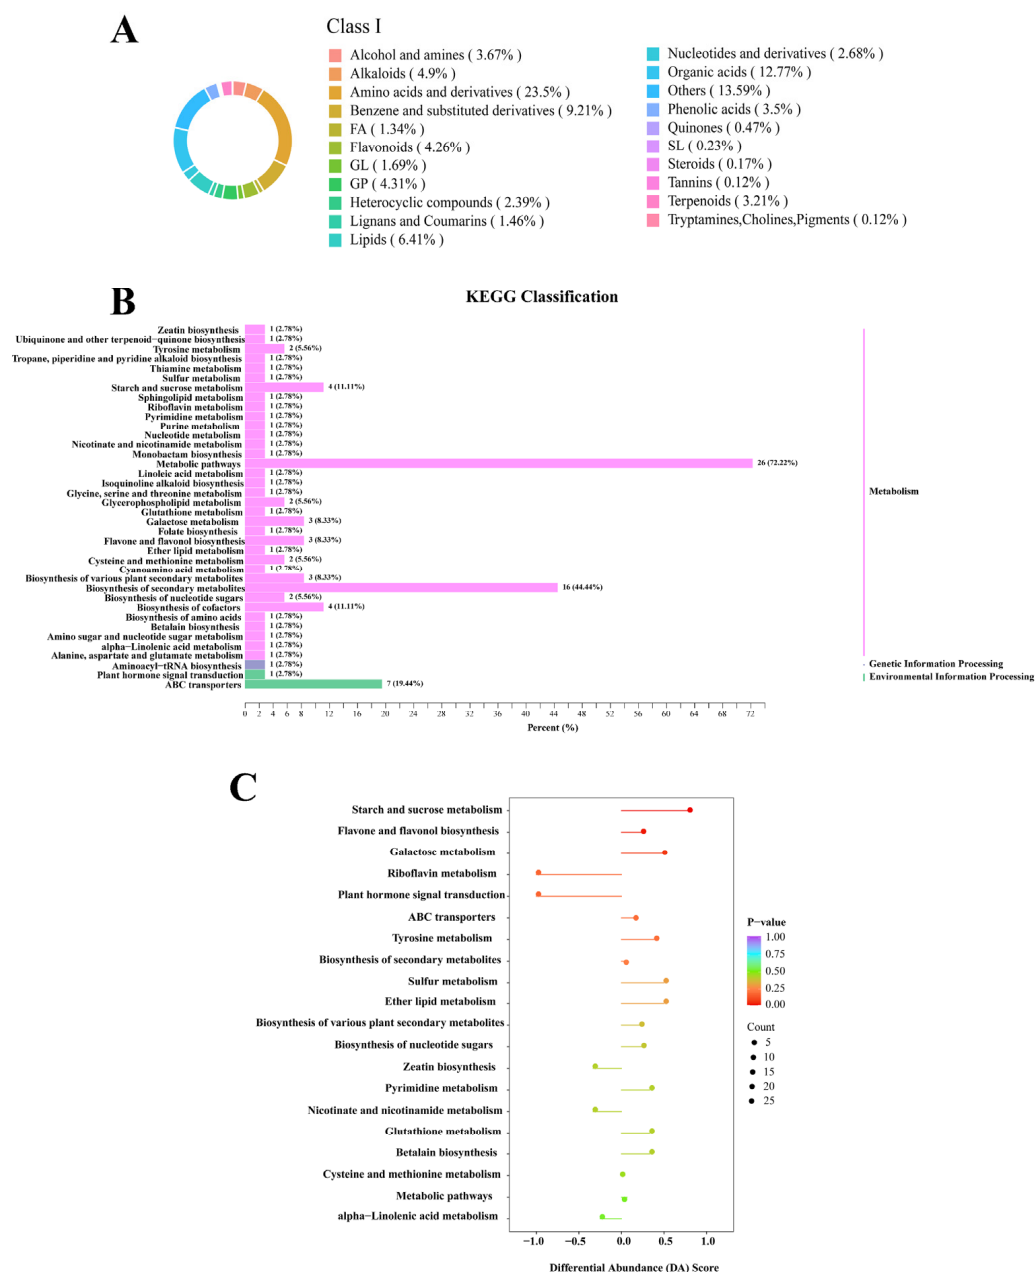 A
Class I
Alcohol and amines ( 3.67% )
Alkaloids ( 4.9% )
Amino acids and derivatives ( 23.5% )
Benzene and substituted derivatives ( 9.21% )
FA ( 1.34% )
Flavonoids ( 4.26% )
GL ( 1.69% )
GP ( 4.31% )
Heterocyclic compounds ( 2.39% )
Lignans and Coumarins ( 1.46% )
Lipids ( 6.41% )
Nucleotides and derivatives ( 2.68% )
Organic acids ( 12.77% )
Others ( 13.59% )
Phenolic acids ( 3.5% )
Quinones ( 0.47% )
SL ( 0.23% )
Steroids ( 0.17% )
Tannins ( 0.12% )
Terpenoids ( 3.21% )
Tryptamines,Cholines,Pigments ( 0.12% )
B
KEGG Classification
Zeatin biosynthesis 1 (2.78%)
Ubiquinone and other terpenoid−quinone biosynthesis 1 (2.78%)
Tyrosine metabolism 2 (5.56%)
Tropane, piperidine and pyridine alkaloid biosynthesis 1 (2.78%)
Thiamine metabolism 1 (2.78%)
Sulfur metabolism 1 (2.78%)
Starch and sucrose metabolism 4 (11.11%)
Sphingolipid metabolism 1 (2.78%)
Riboflavin metabolism 1 (2.78%)
Pyrimidine metabolism 1 (2.78%)
Purine metabolism 1 (2.78%)
Nucleotide metabolism 1 (2.78%)
Nicotinate and nicotinamide metabolism 1 (2.78%)
Monobactam biosynthesis 1 (2.78%)
Metabolic pathways 26 (72.22%)
Linoleic acid metabolism 1 (2.78%)
Isoquinoline alkaloid biosynthesis 1 (2.78%)
Glycine, serine and threonine metabolism 1 (2.78%)
Glycerophospholipid metabolism 2 (5.56%)
Glutathione metabolism 1 (2.78%)
Galactose metabolism 3 (8.33%)
Folate biosynthesis 1 (2.78%)
Flavone and flavonol biosynthesis 3 (8.33%)
Ether lipid metabolism 1 (2.78%)
Cysteine and methionine metabolism 2 (5.56%)
Cyanoamino acid metabolism 1 (2.78%)
Biosynthesis of various plant secondary metabolites 3 (8.33%)
Biosynthesis of secondary metabolites 16 (44.44%)
Biosynthesis of nucleotide sugars 2 (5.56%)
Biosynthesis of cofactors 4 (11.11%)
Biosynthesis of amino acids 1 (2.78%)
Betalain biosynthesis 1 (2.78%)
Amino sugar and nucleotide sugar metabolism 1 (2.78%)
alpha−Linolenic acid metabolism 1 (2.78%)
Alanine, aspartate and glutamate metabolism 1 (2.78%)
Aminoacyl−tRNA biosynthesis 1 (2.78%)
Plant hormone signal transduction 1 (2.78%)
ABC transporters 7 (19.44%)
Metabolism
Genetic Information Processing
Environmental Information Processing
0 2 4 6 8 12 16 20 24 28 32 36 40 44 48 52 56 60 64 68 72
Percent (%)
C
Starch and sucrose metabolism
Flavone and flavonol biosynthesis
Galactose metabolism
Riboflavin metabolism
Plant hormone signal transduction
ABC transporters
Tyrosine metabolism
Biosynthesis of secondary metabolites
Sulfur metabolism
Ether lipid metabolism
Biosynthesis of various plant secondary metabolites
Biosynthesis of nucleotide sugars
Zeatin biosynthesis
Pyrimidine metabolism
Nicotinate and nicotinamide metabolism
Glutathione metabolism
Betalain biosynthesis
Cysteine and methionine metabolism
Metabolic pathways
alpha−Linolenic acid metabolism
−1.0 −0.5 0.0 0.5 1.0
Differential Abundance (DA) Score
P−value
1.00
0.75
0.50
0.25
0.00
Count
5
10
15
20
25